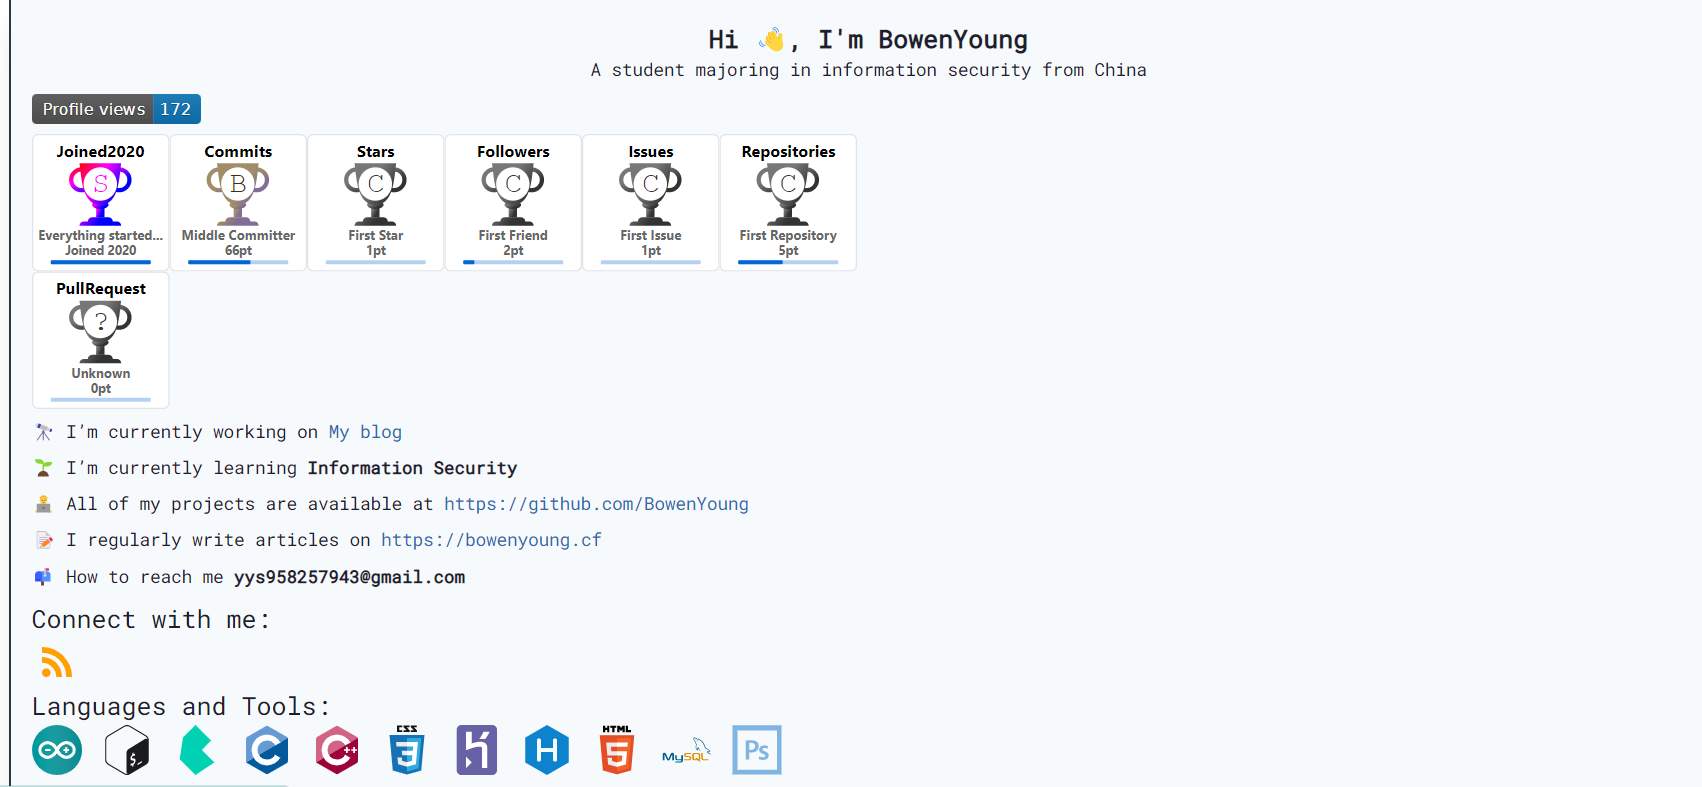 Hi 👋, I'm BowenYoung
A student majoring in information security from China
Profile views 172
Joined2020 Commits Stars Followers Issues Repositories
S B C C C C
Everything started... Middle Committer First Star First Friend First Issue First Repository
Joined 2020 66pt 1pt 2pt 1pt 5pt
PullRequest
?
Unknown
0pt
🔭 I’m currently working on My blog
🌱 I’m currently learning Information Security
👨‍💻 All of my projects are available at https://github.com/BowenYoung
📝 I regularly write articles on https://bowenyoung.cf
📫 How to reach me yys958257943@gmail.com
Connect with me:
Languages and Tools:
$_ C C++ CSS 3 H HTML 5 MySQL Ps